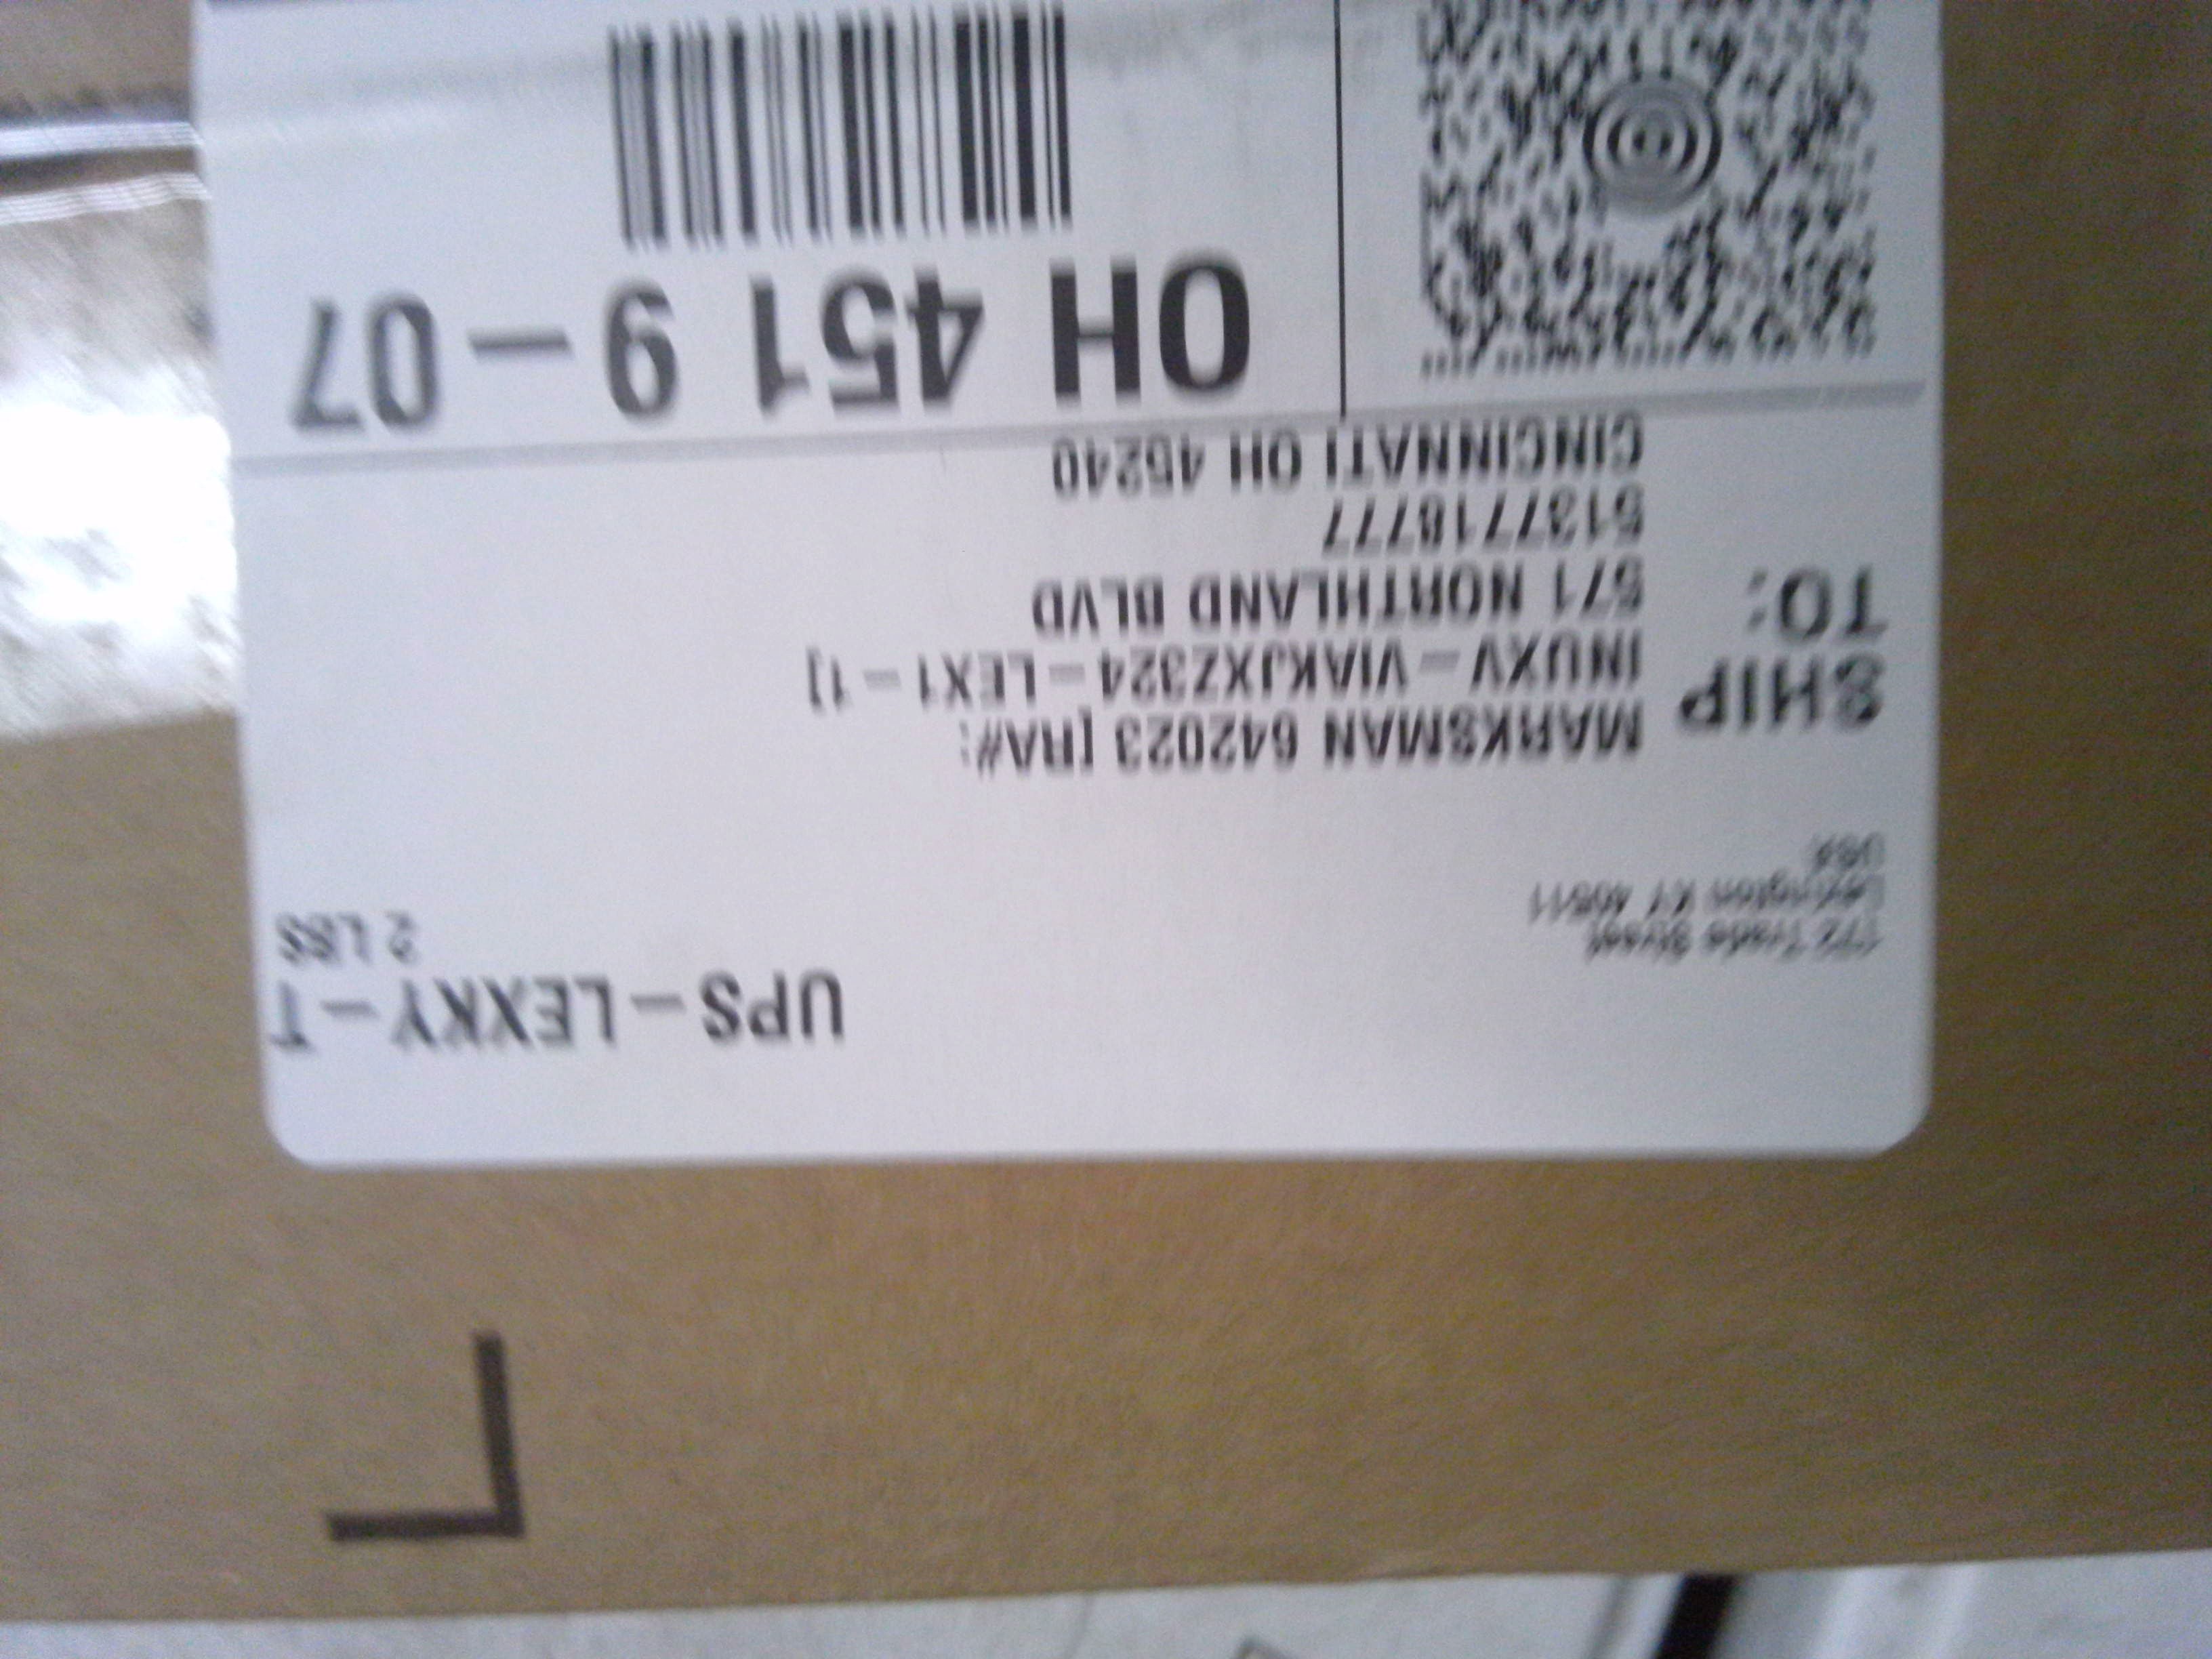 UPS-LEXKY-T
2 LBS
172 Trade Street
Lexington KY 40511
USA
SHIP
TO:
MARKSMAN 642023 [RA#:
INUXV-VIAKJXZ324-LEX1-1]
571 NORTHLAND BLVD
5137718777
CINCINNATI OH 45240
OH 451 9-07